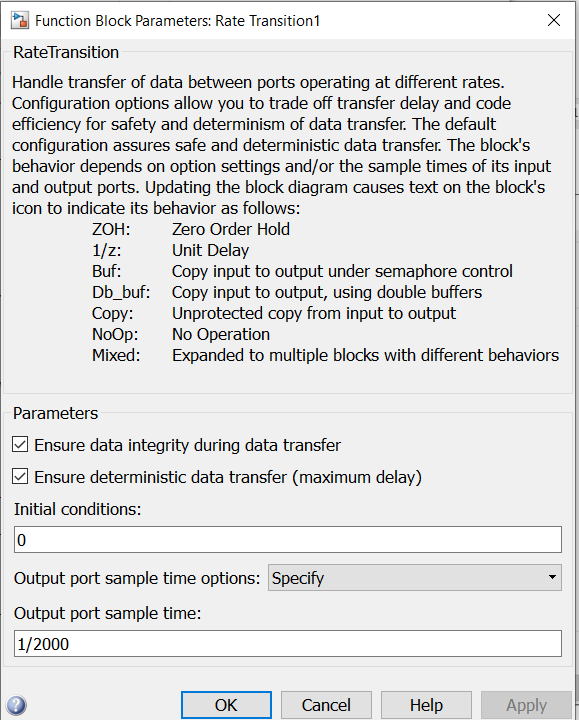 Function Block Parameters: Rate Transition1
RateTransition
Handle transfer of data between ports operating at different rates.
Configuration options allow you to trade off transfer delay and code
efficiency for safety and determinism of data transfer. The default
configuration assures safe and deterministic data transfer. The block's
behavior depends on option settings and/or the sample times of its input
and output ports. Updating the block diagram causes text on the block's
icon to indicate its behavior as follows:
ZOH: Zero Order Hold
1/z: Unit Delay
Buf: Copy input to output under semaphore control
Db_buf: Copy input to output, using double buffers
Copy: Unprotected copy from input to output
NoOp: No Operation
Mixed: Expanded to multiple blocks with different behaviors
Parameters
Ensure data integrity during data transfer
Ensure deterministic data transfer (maximum delay)
Initial conditions:
0
Output port sample time options: Specify
Output port sample time:
1/2000
? OK Cancel Help Apply